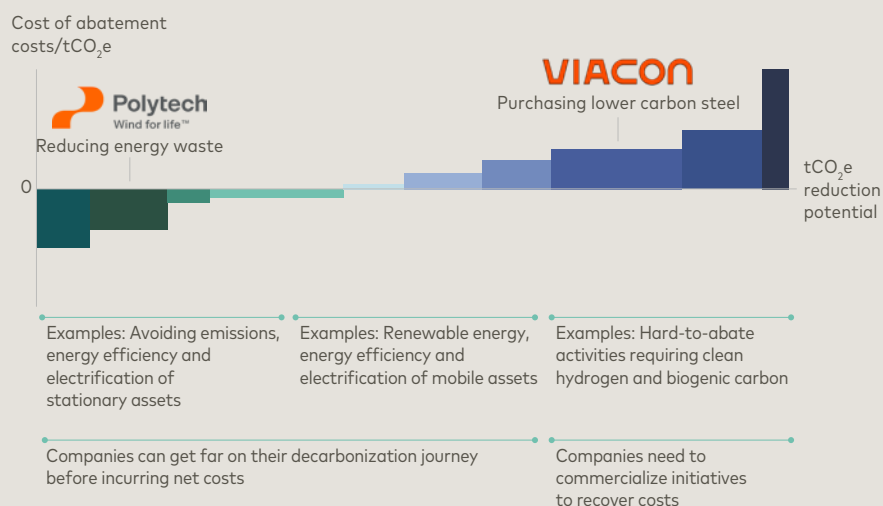 Cost of abatement
costs/tCO₂e
Polytech
Wind for life™
Reducing energy waste
VIACON
Purchasing lower carbon steel
0
tCO₂e
reduction
potential
Examples: Avoiding emissions,
energy efficiency and
electrification of
stationary assets
Examples: Renewable energy,
energy efficiency and
electrification of mobile assets
Examples: Hard-to-abate
activities requiring clean
hydrogen and biogenic carbon
Companies can get far on their decarbonization journey
before incurring net costs
Companies need to
commercialize initiatives
to recover costs